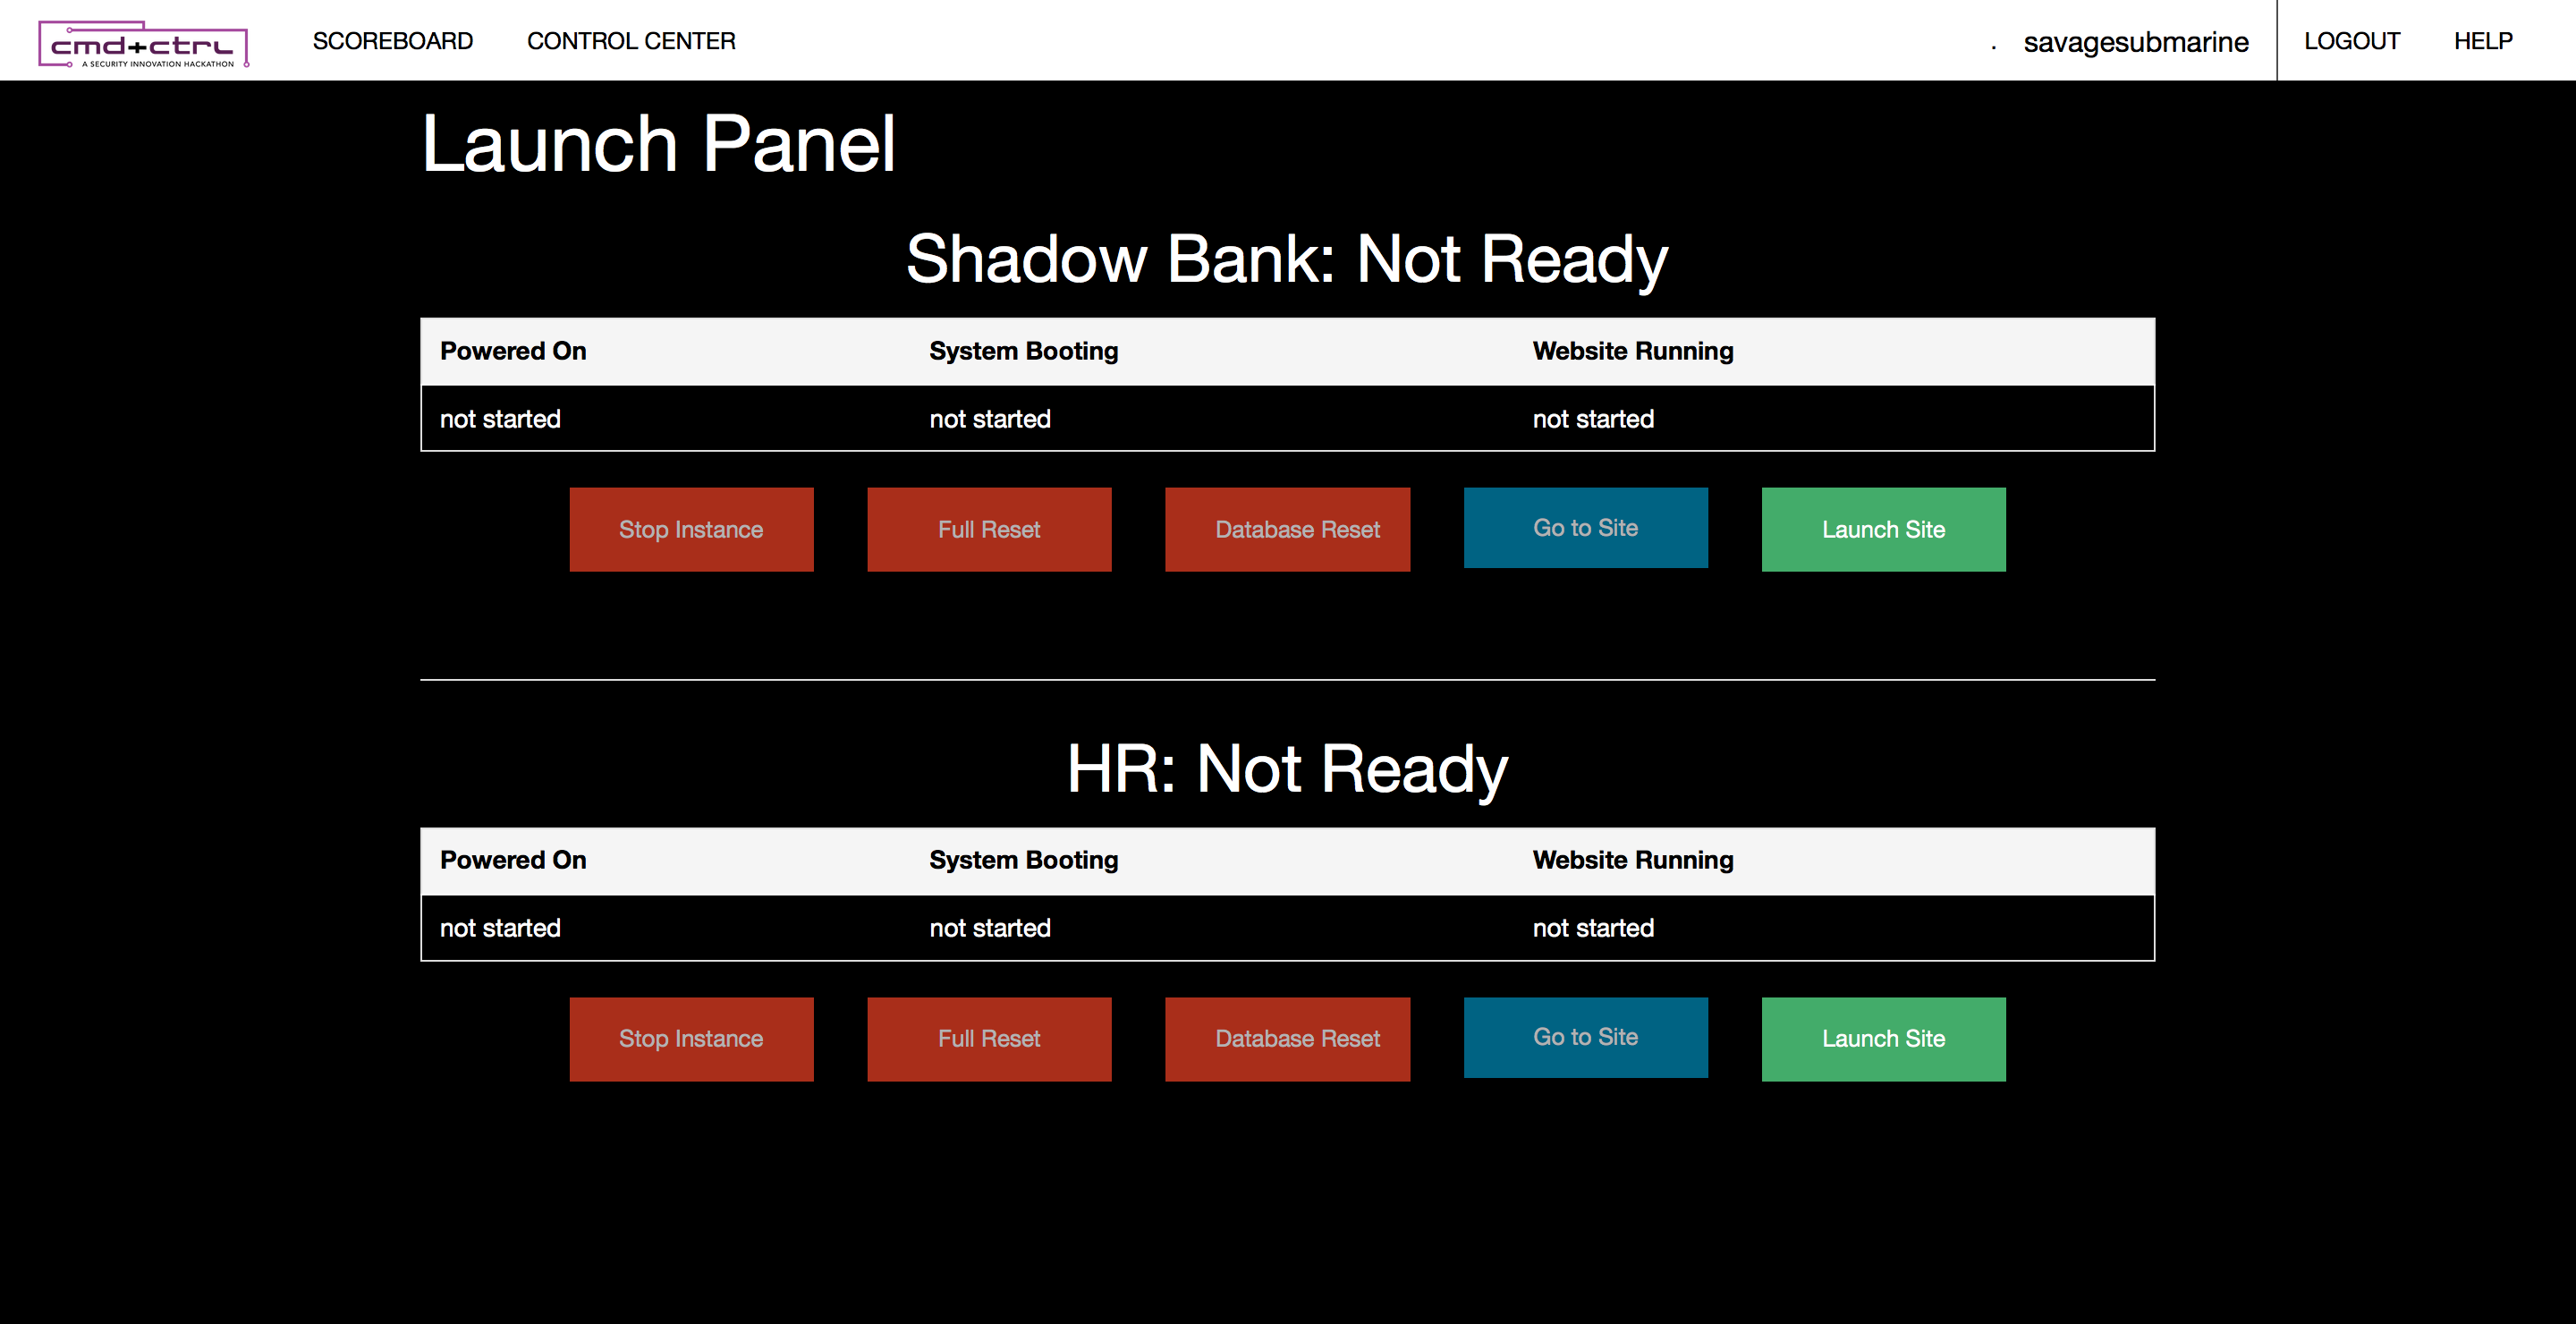 cmd+ctrl
A SECURITY INNOVATION HACKATHON
SCOREBOARD CONTROL CENTER . savagesubmarine LOGOUT HELP
Launch Panel
Shadow Bank: Not Ready
Powered On System Booting Website Running
not started not started not started
Stop Instance Full Reset Database Reset Go to Site Launch Site
HR: Not Ready
Powered On System Booting Website Running
not started not started not started
Stop Instance Full Reset Database Reset Go to Site Launch Site